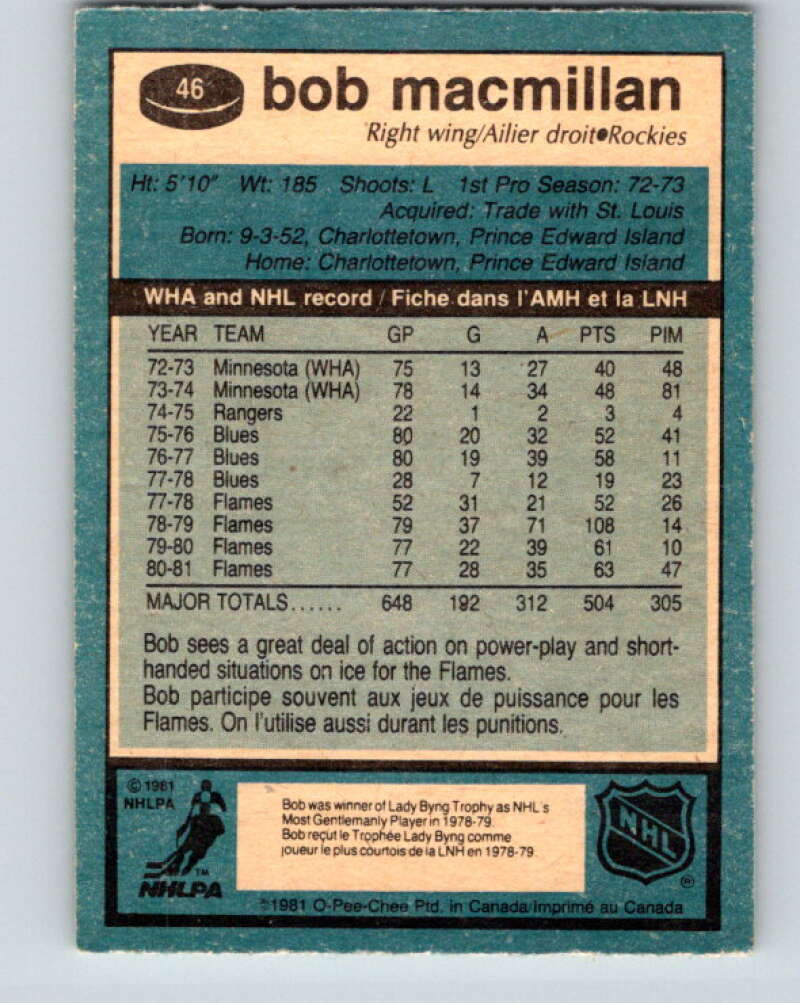 46 bob macmillan
Right wing/Ailier droit●Rockies
Ht: 5'10" Wt: 185 Shoots: L 1st Pro Season: 72-73
Acquired: Trade with St. Louis
Born: 9-3-52, Charlottetown, Prince Edward Island
Home: Charlottetown, Prince Edward Island
WHA and NHL record / Fiche dans l'AMH et la LNH
YEAR TEAM GP G A PTS PIM
72-73 Minnesota (WHA) 75 13 27 40 48
73-74 Minnesota (WHA) 78 14 34 48 81
74-75 Rangers 22 1 2 3 4
75-76 Blues 80 20 32 52 41
76-77 Blues 80 19 39 58 11
77-78 Blues 28 7 12 19 23
77-78 Flames 52 31 21 52 26
78-79 Flames 79 37 71 108 14
79-80 Flames 77 22 39 61 10
80-81 Flames 77 28 35 63 47
MAJOR TOTALS...... 648 192 312 504 305
Bob sees a great deal of action on power-play and short-
handed situations on ice for the Flames.
Bob participe souvent aux jeux de puissance pour les
Flames. On l'utilise aussi durant les punitions.
© 1981
NHLPA
TM
NHLPA
Bob was winner of Lady Byng Trophy as NHL's
Most Gentlemanly Player in 1978-79.
Bob reçut le Trophée Lady Byng comme
joueur le plus courtois de la LNH en 1978-79.
NHL
®
©1981 O-Pee-Chee Ptd. in Canada/Imprimé au Canada